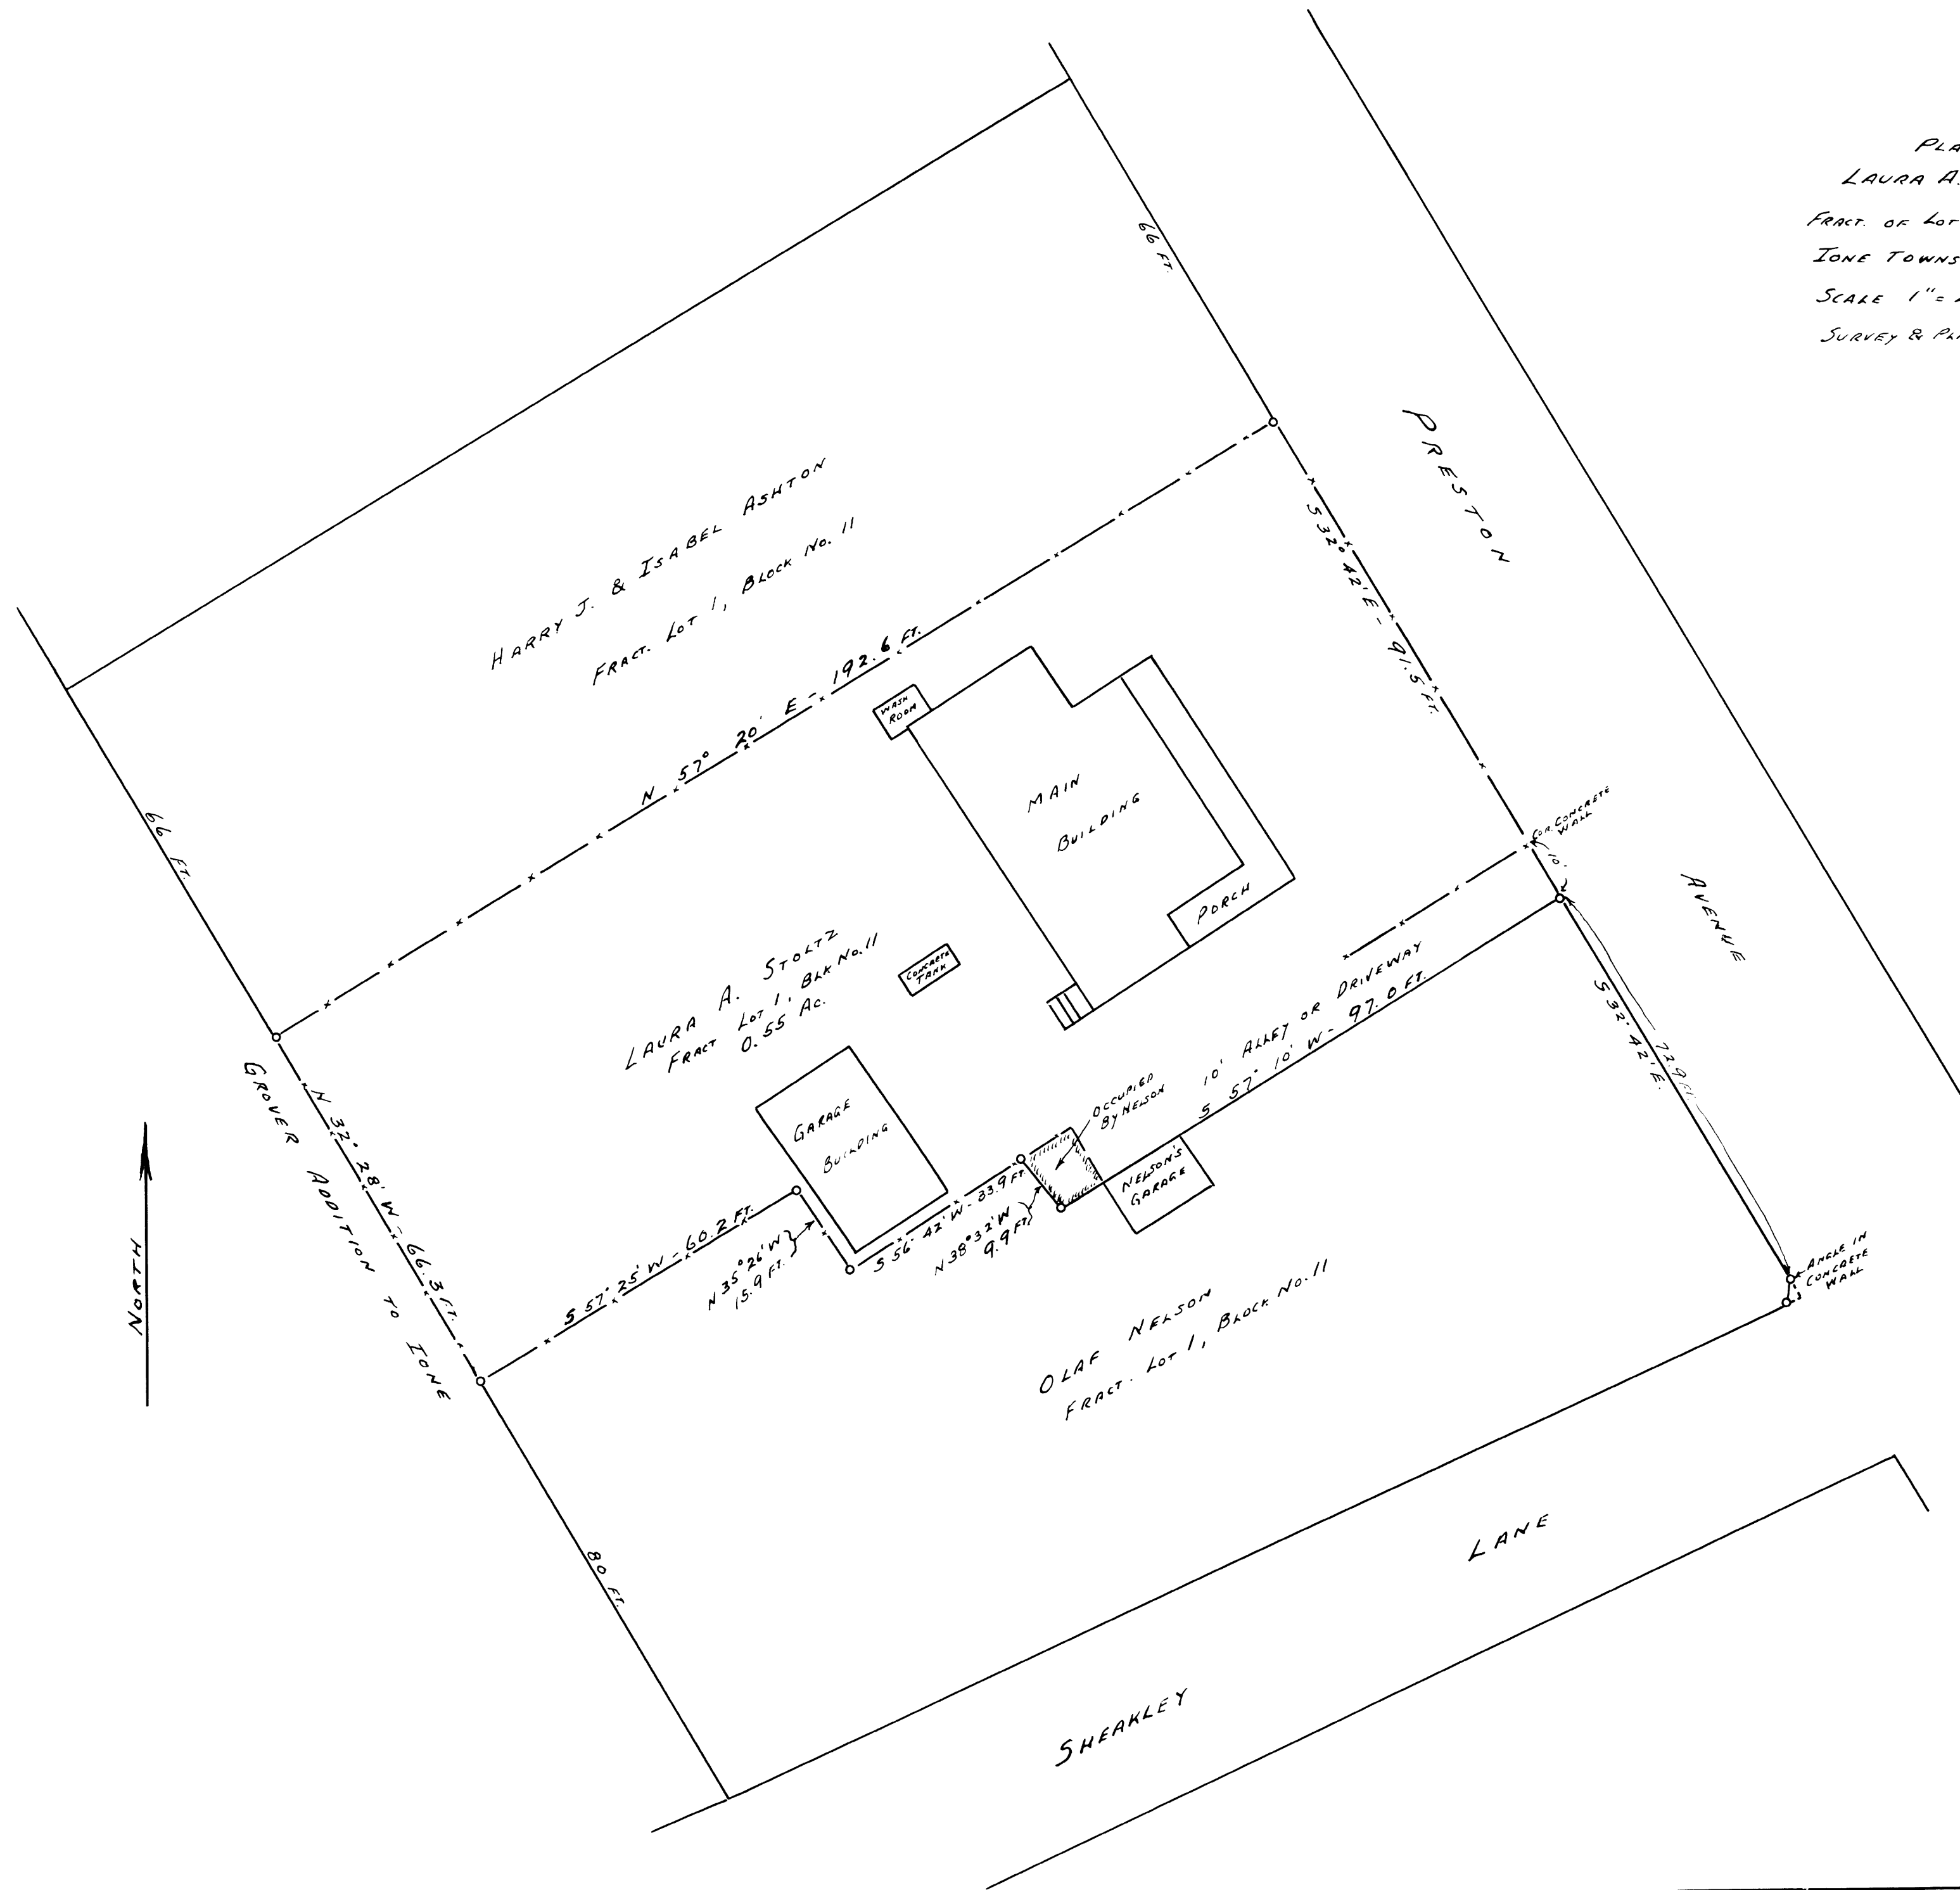 PLA
LAURA A.
FRACT. OF LOT
IONE TOWNS
SCALE 1"=
SURVEY & PLA
66 FT.
PRESTON
AVENUE
HARRY J. & ISABEL ASHTON
FRACT. LOT 1, BLOCK NO. 11
S 32° 42' E - 91.5 FT.
N 57° 20' E - 192.6 FT.
66 FT.
WASH
ROOM
MAIN
BUILDING
PORCH
COR. CONCRETE
WALL
10'
LAURA A. STOLTZ
FRACT LOT 1, BLK NO. 11
0.55 AC.
CONCRETE
TANK
10' ALLEY OR DRIVEWAY
S 57° 10' W - 97.0 FT.
S 32° 42' E.
72.9 FT.
GROVER ADDITION TO IONE
N 32° 28' W - 66.3 FT.
GARAGE
BUILDING
OCCUPIED
BY NELSON
NELSON'S
GARAGE
S 57° 25' W - 60.2 FT.
N 35° 26' W
15.9 FT.
S 56° 42' W - 33.9 FT.
N 38° 32' W
9.9 FT.
ANGLE IN
CONCRETE
WALL
NORTH
OLAF NELSON
FRACT. LOT 1, BLOCK NO. 11
80 FT.
SHEAKLEY LANE